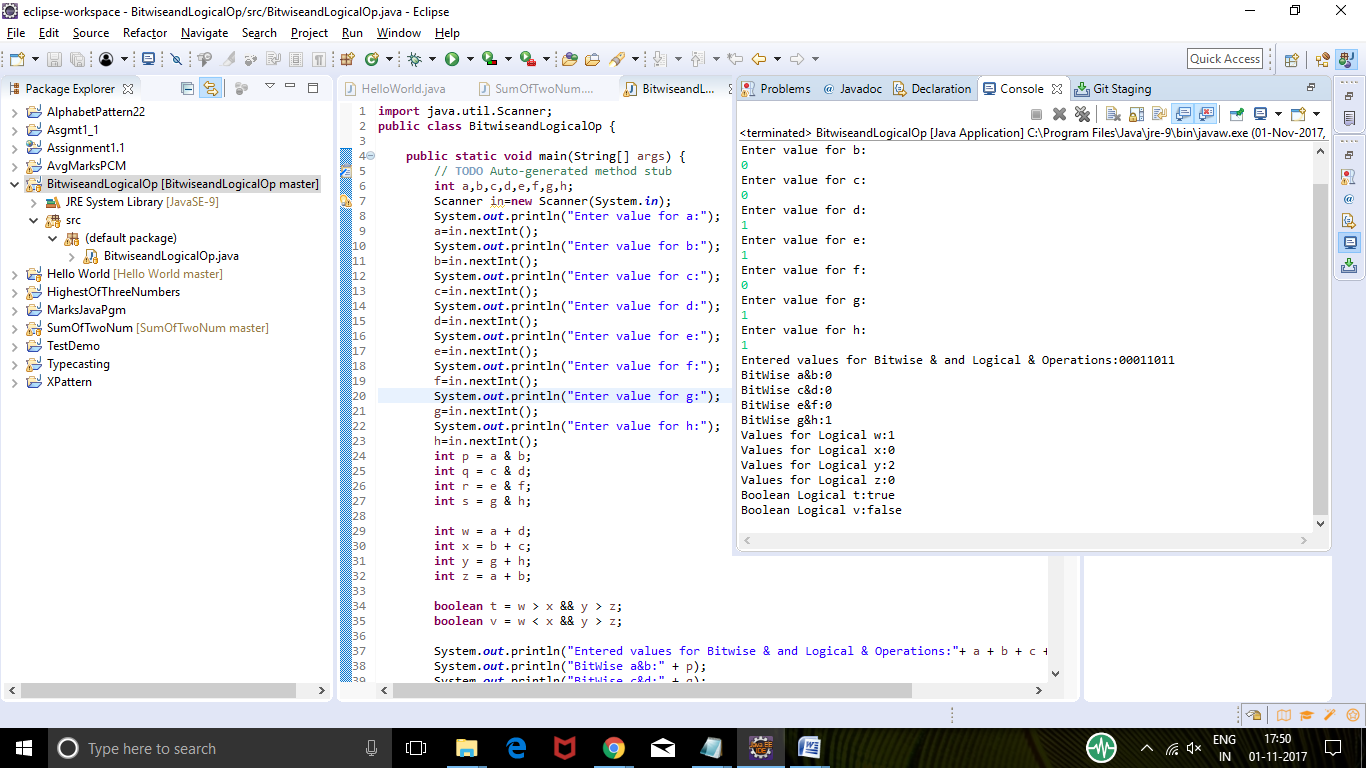 eclipse-workspace - BitwiseandLogicalOp/src/BitwiseandLogicalOp.java - Eclipse
File Edit Source Refactor Navigate Search Project Run Window Help
Quick Access
Package Explorer
AlphabetPattern22
Asgmt1_1
Assignment1.1
AvgMarksPCM
BitwiseandLogicalOp [BitwiseandLogicalOp master]
JRE System Library [JavaSE-9]
src
(default package)
BitwiseandLogicalOp.java
Hello World [Hello World master]
HighestOfThreeNumbers
MarksJavaPgm
SumOfTwoNum [SumOfTwoNum master]
TestDemo
Typecasting
XPattern
HelloWorld.java SumOfTwoNum.... BitwiseandL...
1 import java.util.Scanner;
2 public class BitwiseandLogicalOp {
3
4 public static void main(String[] args) {
5 // TODO Auto-generated method stub
6 int a,b,c,d,e,f,g,h;
7 Scanner in=new Scanner(System.in);
8 System.out.println("Enter value for a:");
9 a=in.nextInt();
10 System.out.println("Enter value for b:");
11 b=in.nextInt();
12 System.out.println("Enter value for c:");
13 c=in.nextInt();
14 System.out.println("Enter value for d:");
15 d=in.nextInt();
16 System.out.println("Enter value for e:");
17 e=in.nextInt();
18 System.out.println("Enter value for f:");
19 f=in.nextInt();
20 System.out.println("Enter value for g:");
21 g=in.nextInt();
22 System.out.println("Enter value for h:");
23 h=in.nextInt();
24 int p = a & b;
25 int q = c & d;
26 int r = e & f;
27 int s = g & h;
28
29 int w = a + d;
30 int x = b + c;
31 int y = g + h;
32 int z = a + b;
33
34 boolean t = w > x && y > z;
35 boolean v = w < x && y > z;
36
37 System.out.println("Entered values for Bitwise & and Logical & Operations:"+ a + b + c +
38 System.out.println("BitWise a&b:" + p);
39 System.out.println("BitWise c&d:" + q);
Problems @ Javadoc Declaration Console Git Staging
<terminated> BitwiseandLogicalOp [Java Application] C:\Program Files\Java\jre-9\bin\javaw.exe (01-Nov-2017,
Enter value for b:
0
Enter value for c:
0
Enter value for d:
1
Enter value for e:
1
Enter value for f:
0
Enter value for g:
1
Enter value for h:
1
Entered values for Bitwise & and Logical & Operations:00011011
BitWise a&b:0
BitWise c&d:0
BitWise e&f:0
BitWise g&h:1
Values for Logical w:1
Values for Logical x:0
Values for Logical y:2
Values for Logical z:0
Boolean Logical t:true
Boolean Logical v:false
Type here to search
ENG
IN
17:50
01-11-2017